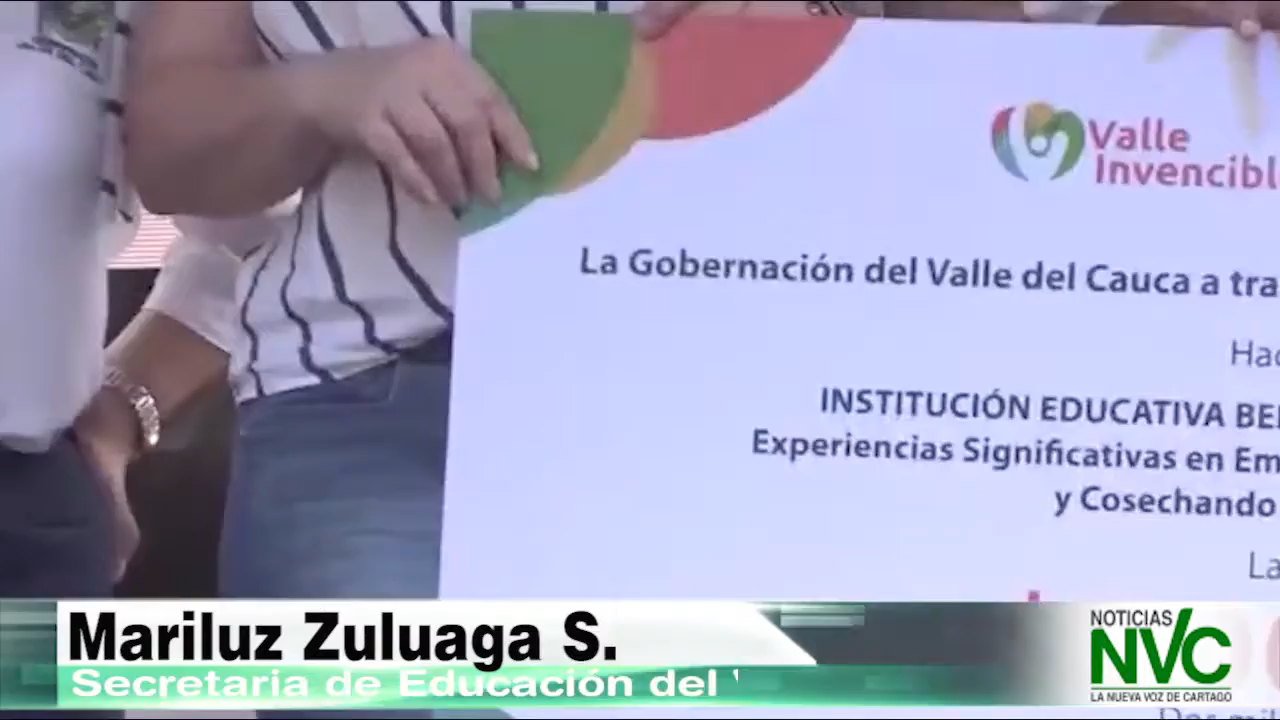 Valle
Invencibl
La Gobernación del Valle del Cauca a tra
Hac
INSTITUCIÓN EDUCATIVA BE
Experiencias Significativas en Em
y Cosechando
La
Mariluz Zuluaga S.
Secretaria de Educación del
NOTICIAS
NVC
LA NUEVA VOZ DE CARTAGO